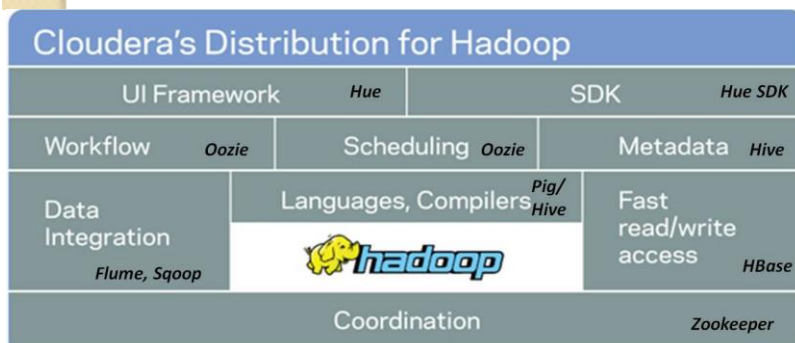 Cloudera's Distribution for Hadoop
UI Framework Hue
SDK Hue SDK
Workflow Oozie
Scheduling Oozie
Metadata Hive
Data
Integration
Flume, Sqoop
Languages, Compilers Pig/
Hive
hadoop
Fast
read/write
access
HBase
Coordination Zookeeper